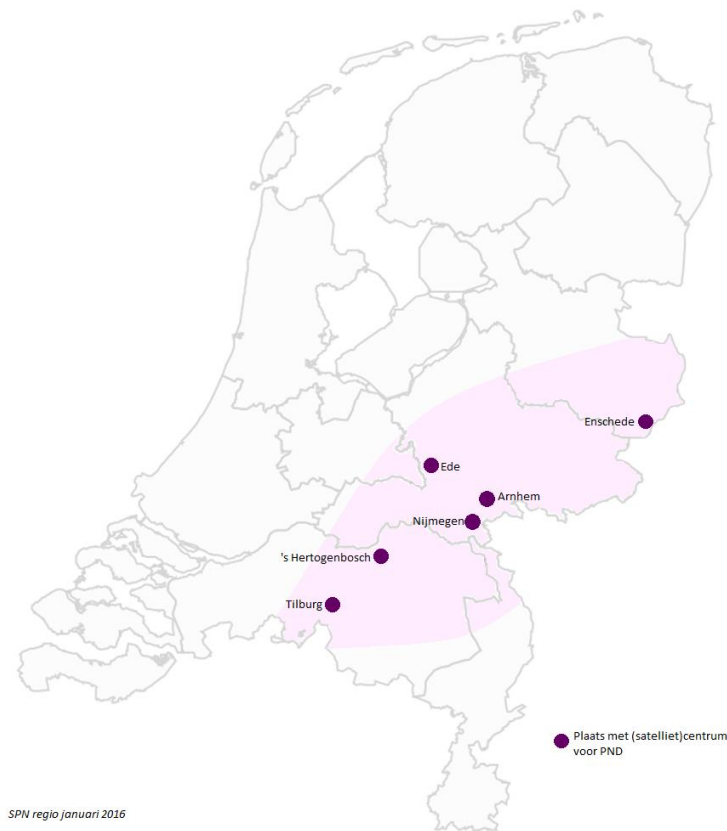 Enschede
Ede
Arnhem
Nijmegen
's Hertogenbosch
Tilburg
Plaats met (satelliet)centrum
voor PND
SPN regio januari 2016